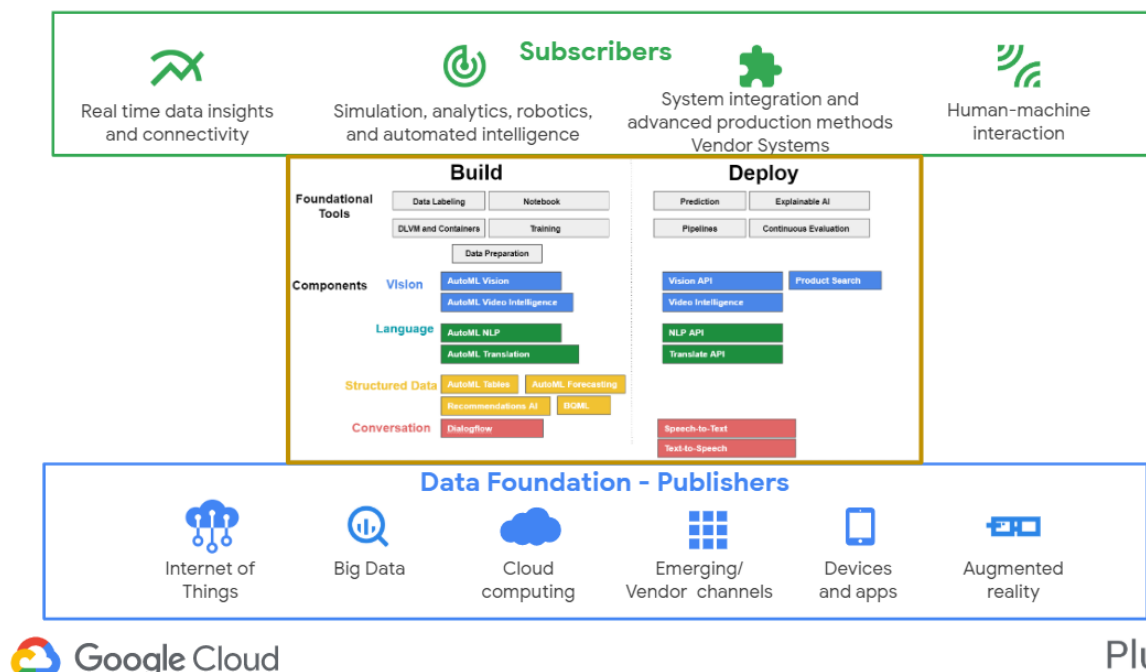 Subscribers
Real time data insights
and connectivity
Simulation, analytics, robotics,
and automated intelligence
System integration and
advanced production methods
Vendor Systems
Human-machine
interaction
Build
Deploy
Foundational
Tools
Data Labeling
Notebook
Prediction
Explainable AI
DLVM and Containers
Training
Pipelines
Continuous Evaluation
Data Preparation
Components
Vision
AutoML Vision
Vision API
Product Search
AutoML Video Intelligence
Video Intelligence
Language
AutoML NLP
NLP API
AutoML Translation
Translate API
Structured Data
AutoML Tables
AutoML Forecasting
Recommendations AI
BQML
Conversation
Dialogflow
Speech-to-Text
Text-to-Speech
Data Foundation - Publishers
Internet of
Things
Big Data
Cloud
computing
Emerging/
Vendor channels
Devices
and apps
Augmented
reality
Google Cloud